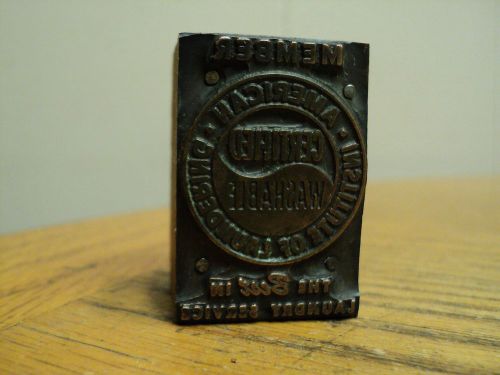 MEMBER
AMERICAN • INSTITUTE OF LAUNDERING •
CERTIFIED
WASHABLE
THE Best IN
LAUNDRY SERVICE